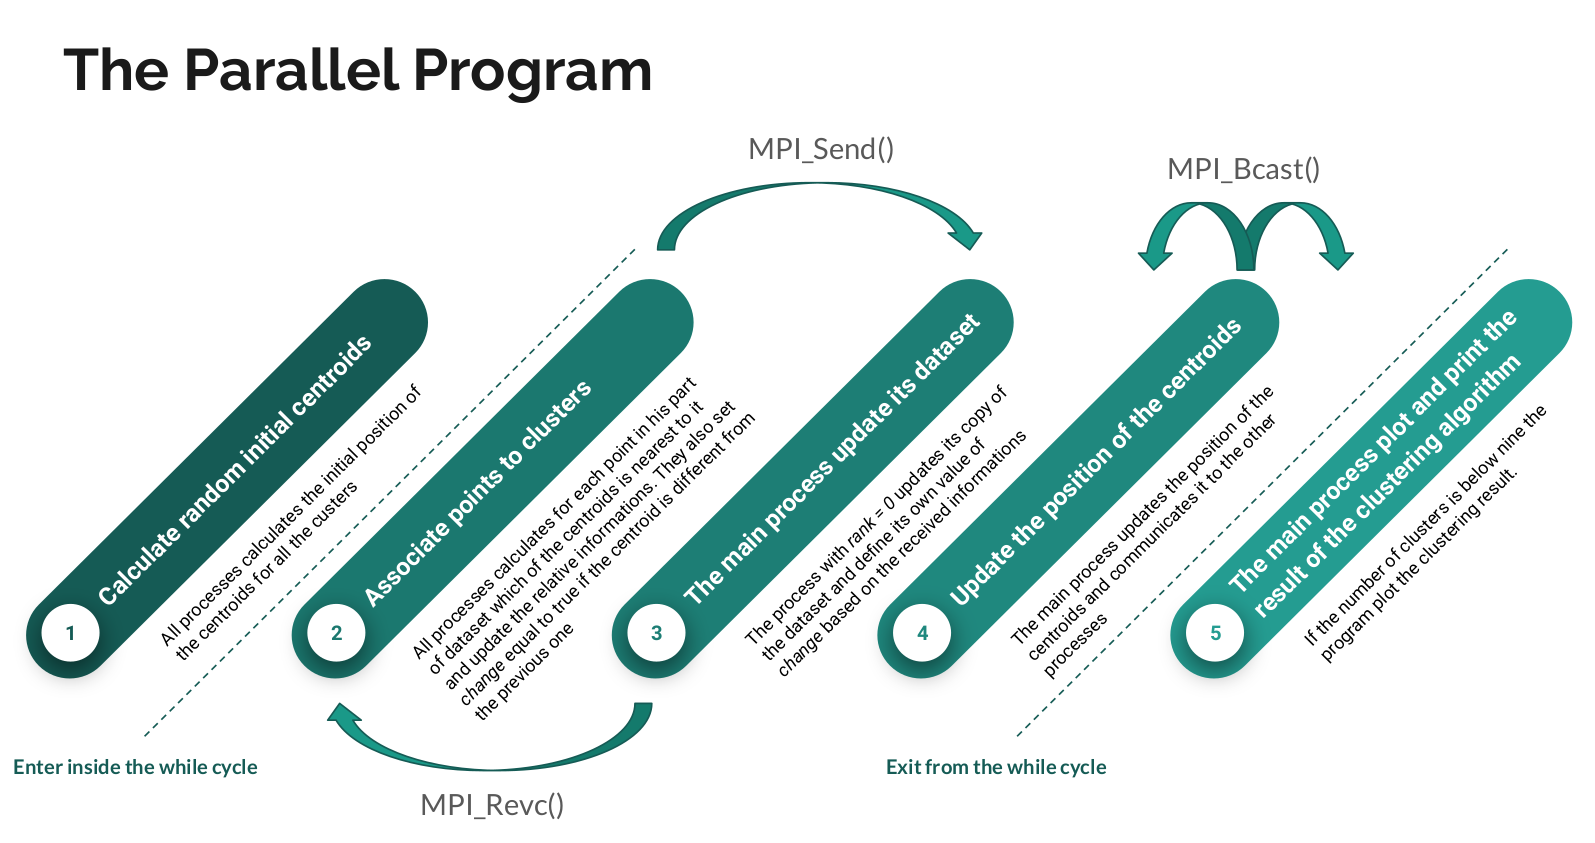 The Parallel Program
MPI_Send()
MPI_Bcast()
1
Calculate random initial centroids
All processes calculates the initial position of
the centroids for all the custers
2
Associate points to clusters
All processes calculates for each point in his part
of dataset which of the centroids is nearest to it
and update the relative informations. They also set
change equal to true if the centroid is different from
the previous one
3
The main process update its dataset
The process with rank = 0 updates its copy of
the dataset and define its own value of
change based on the received informations
4
Update the position of the centroids
The main process updates the position of the
centroids and communicates it to the other
processes
5
The main process plot and print the
result of the clustering algorithm
If the number of clusters is below nine the
program plot the clustering result.
Enter inside the while cycle
Exit from the while cycle
MPI_Revc()